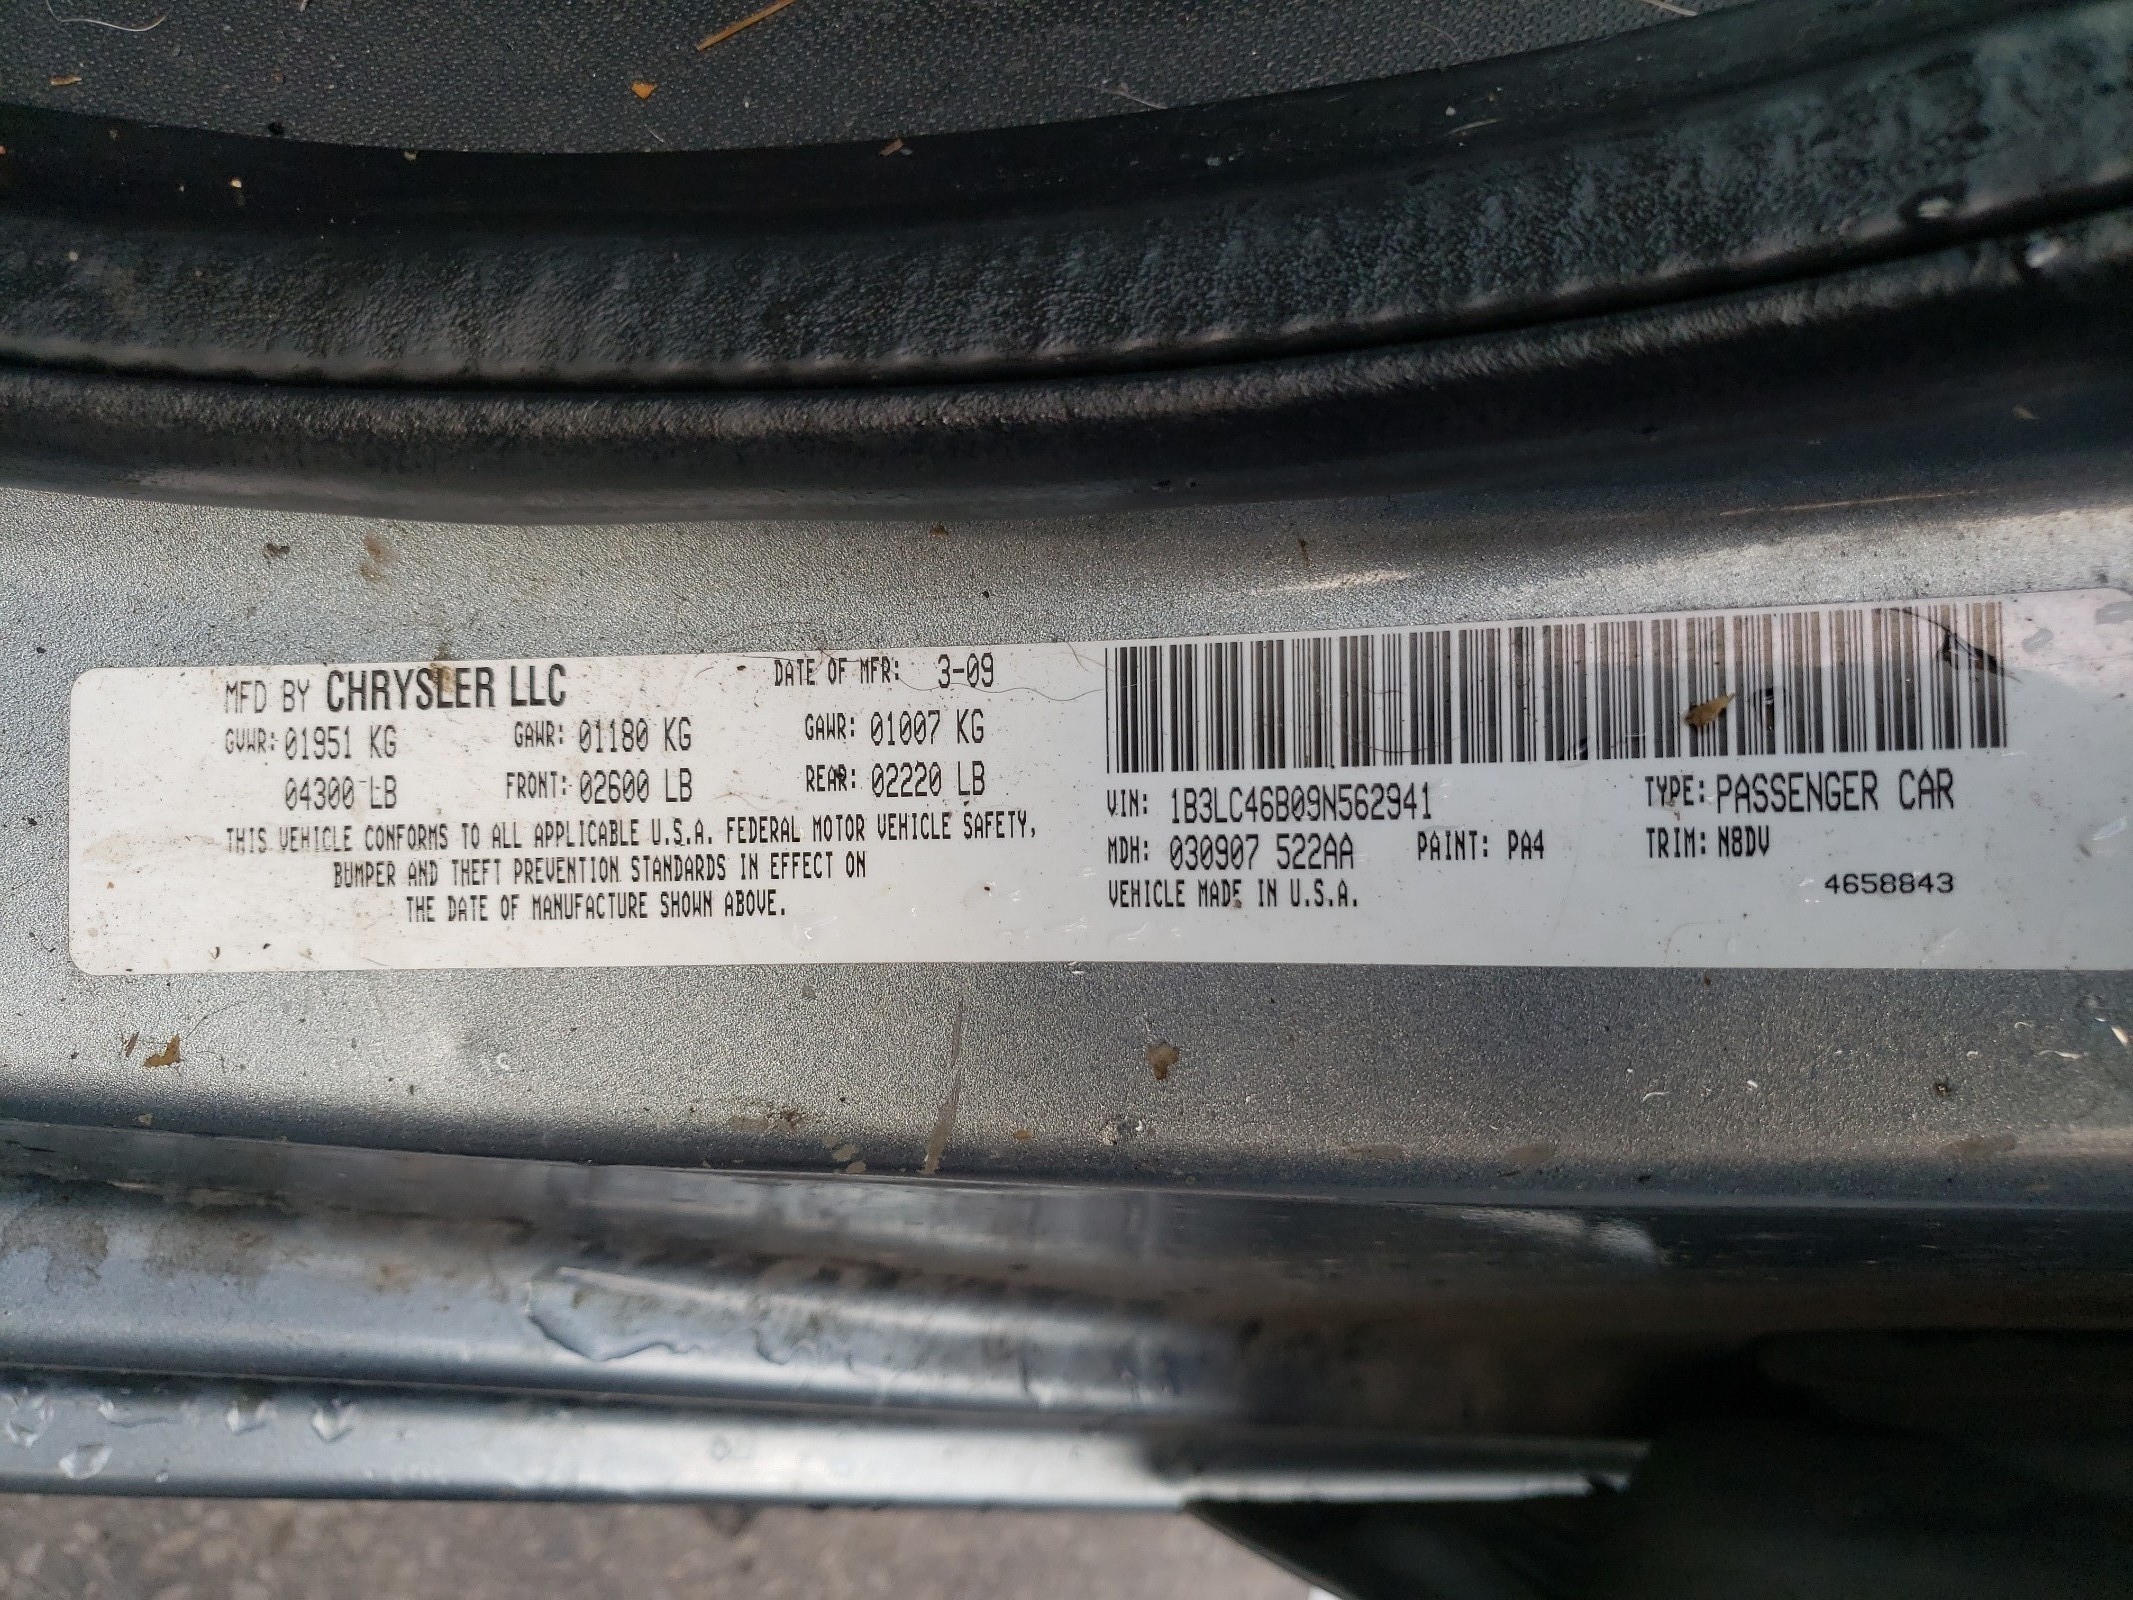 MFD BY CHRYSLER LLC DATE OF MFR: 3-09
GVWR: 01951 KG GAWR: 01180 KG GAWR: 01007 KG
04300 LB FRONT: 02600 LB REAR: 02220 LB
THIS VEHICLE CONFORMS TO ALL APPLICABLE U.S.A. FEDERAL MOTOR VEHICLE SAFETY,
BUMPER AND THEFT PREVENTION STANDARDS IN EFFECT ON
THE DATE OF MANUFACTURE SHOWN ABOVE.
VIN: 1B3LC46B09N562941 TYPE: PASSENGER CAR
MDH: 030907 522AA PAINT: PA4 TRIM: N8DV
VEHICLE MADE IN U.S.A. 4658843